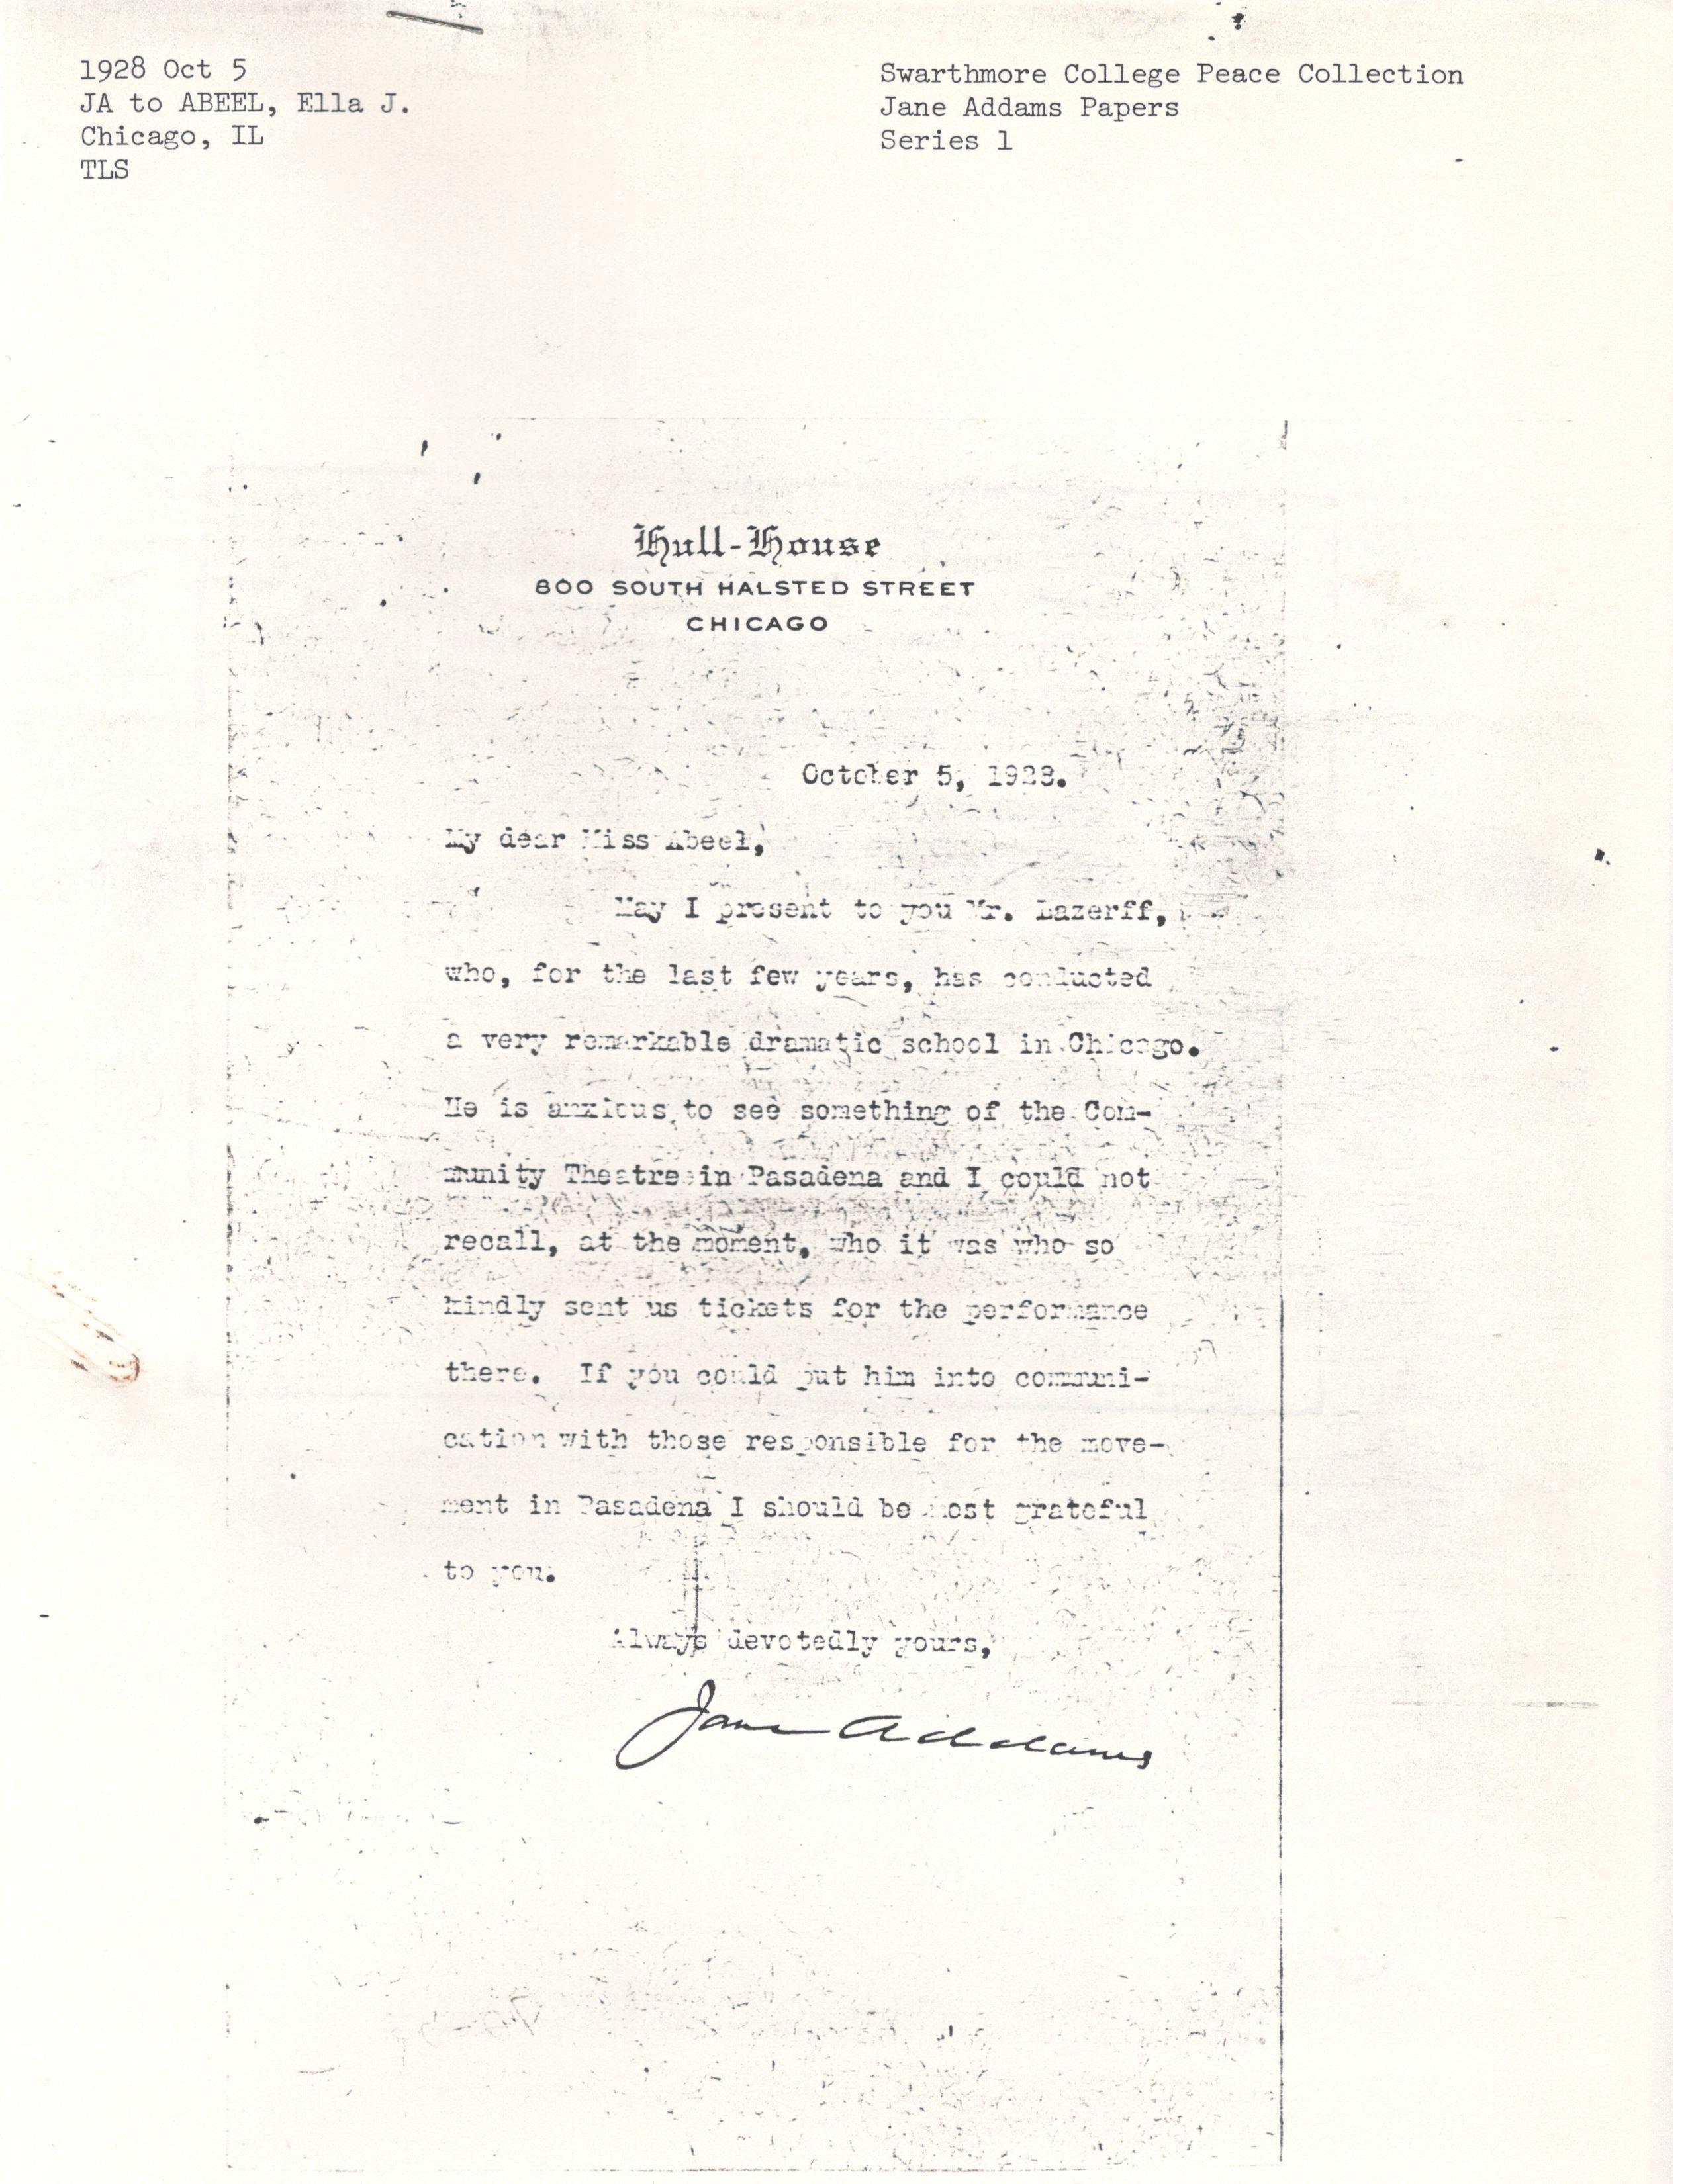 1928 Oct 5
JA to ABEEL, Ella J.
Chicago, IL
TLS
Swarthmore College Peace Collection
Jane Addams Papers
Series 1
Hull-House
800 SOUTH HALSTED STREET
CHICAGO
October 5, 1928.
My dear Miss Abeel,
May I present to you Mr. Lazerff,
who, for the last few years, has conducted
a very remarkable dramatic school in Chicago.
He is anxious to see something of the Com-
munity Theatre in Pasadena and I could not
recall, at the moment, who it was who so
kindly sent us tickets for the performance
there. If you could put him into communi-
cation with those responsible for the move-
ment in Pasadena I should be most grateful
to you.
Always devotedly yours,
Jane Addams